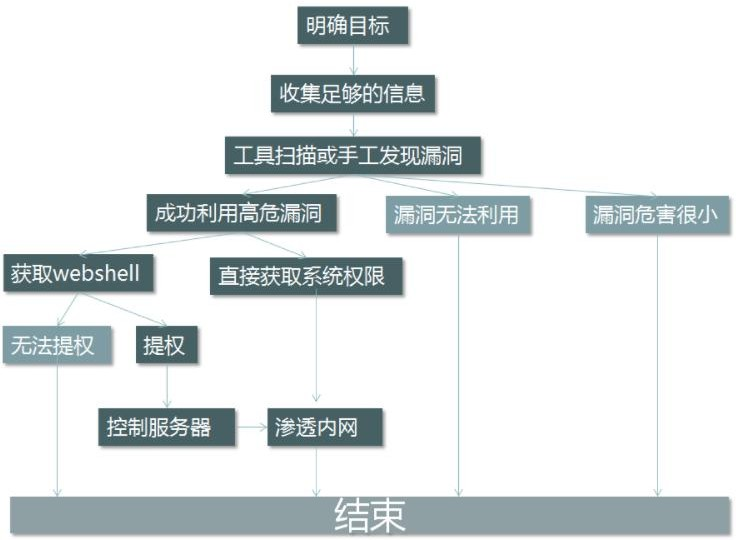 明确目标
收集足够的信息
工具扫描或手工发现漏洞
成功利用高危漏洞
漏洞无法利用
漏洞危害很小
获取webshell
直接获取系统权限
无法提权
提权
控制服务器
渗透内网
结束